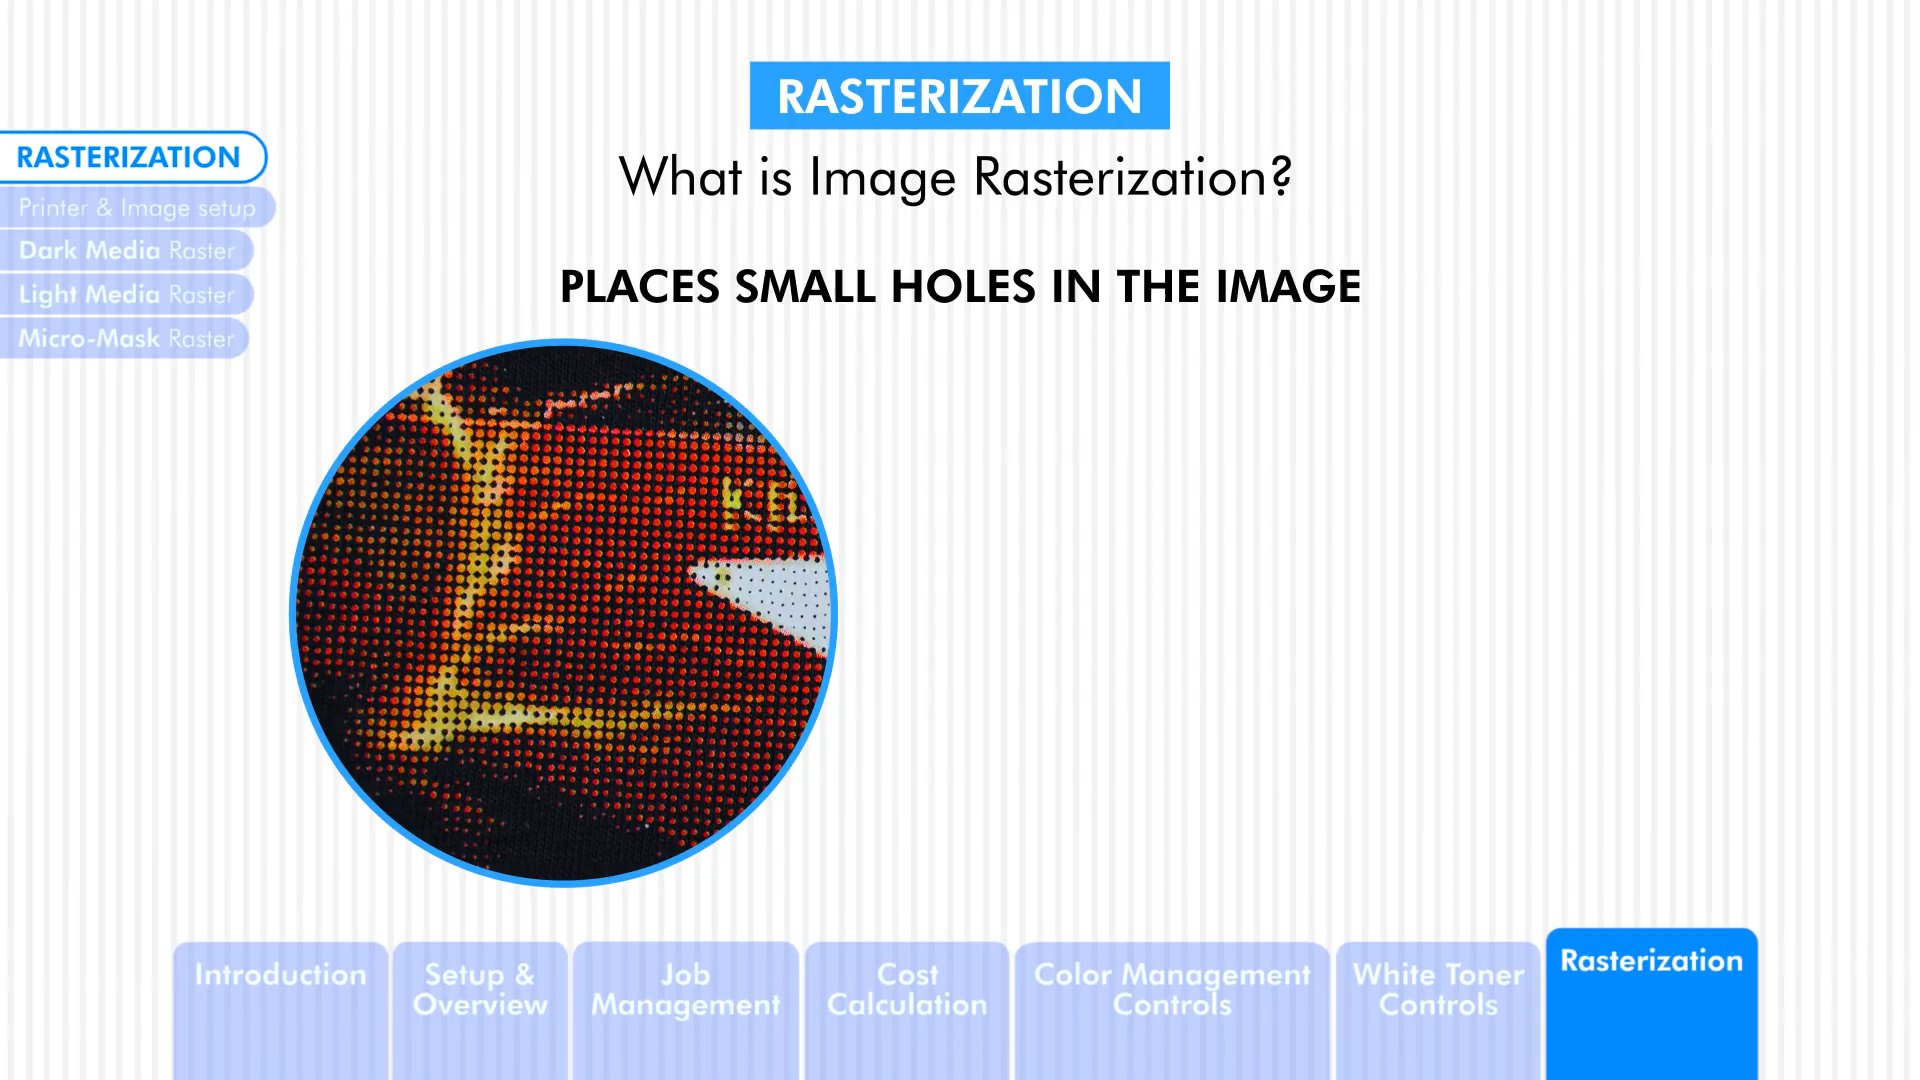 RASTERIZATION
What is Image Rasterization?
PLACES SMALL HOLES IN THE IMAGE
RASTERIZATION
Printer & Image setup
Dark Media Raster
Light Media Raster
Micro-Mask Raster
Introduction
Setup &
Overview
Job
Management
Cost
Calculation
Color Management
Controls
White Toner
Controls
Rasterization